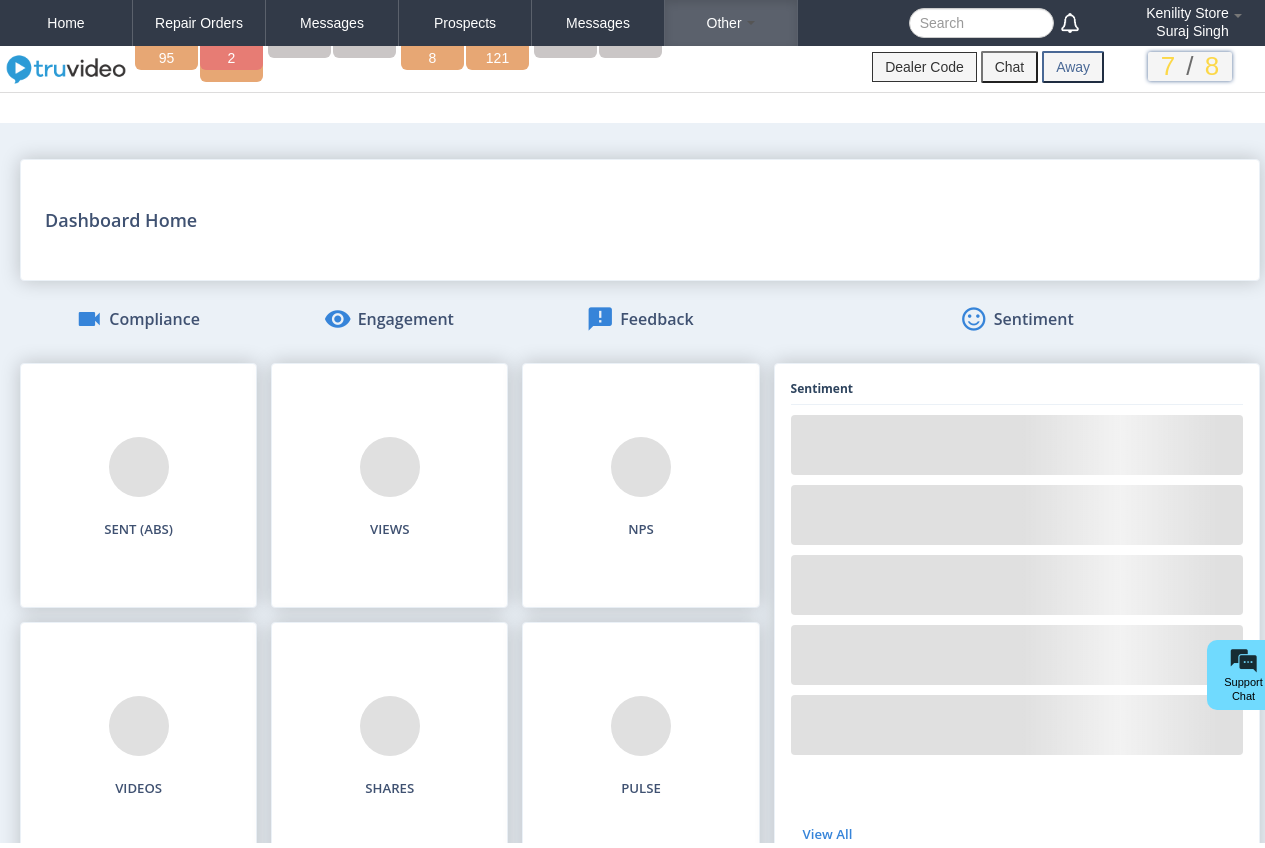 Home
Repair Orders
Messages
Prospects
Messages
Other
Search
Kenility Store
Suraj Singh
truvideo
95
2
8
121
Dealer Code
Chat
Away
7 / 8
Dashboard Home
Compliance
Engagement
Feedback
Sentiment
Sentiment
SENT (ABS)
VIEWS
NPS
Support
Chat
VIDEOS
SHARES
PULSE
View All